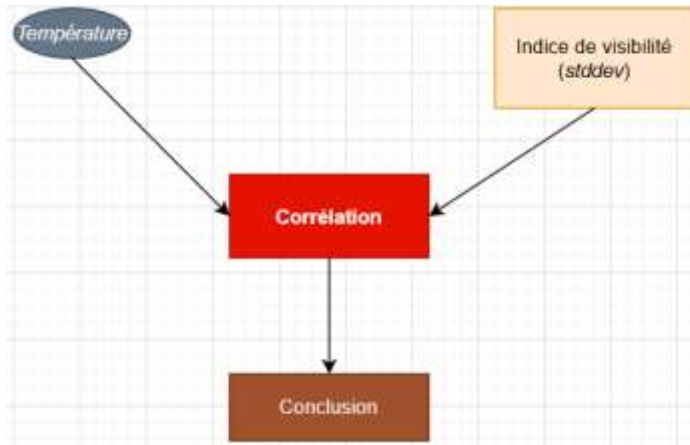 Température
Indice de visibilité
(stddev)
Corrélation
Conclusion